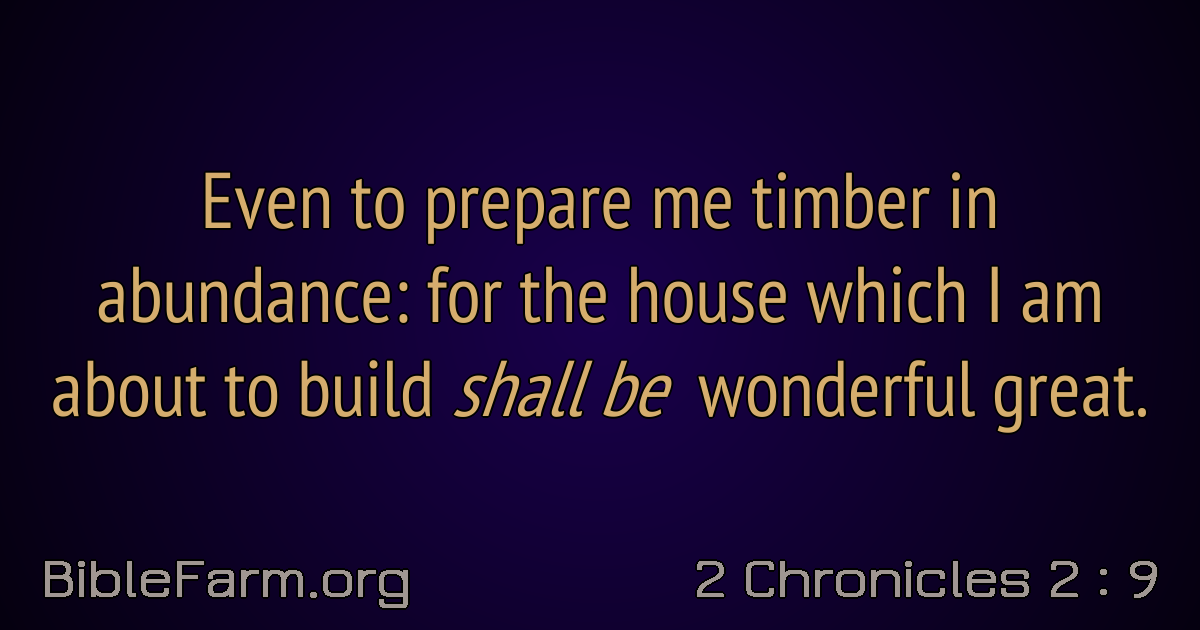 Even to prepare me timber in
abundance: for the house which I am
about to build shall be wonderful great.
BibleFarm.org
2 Chronicles 2 : 9